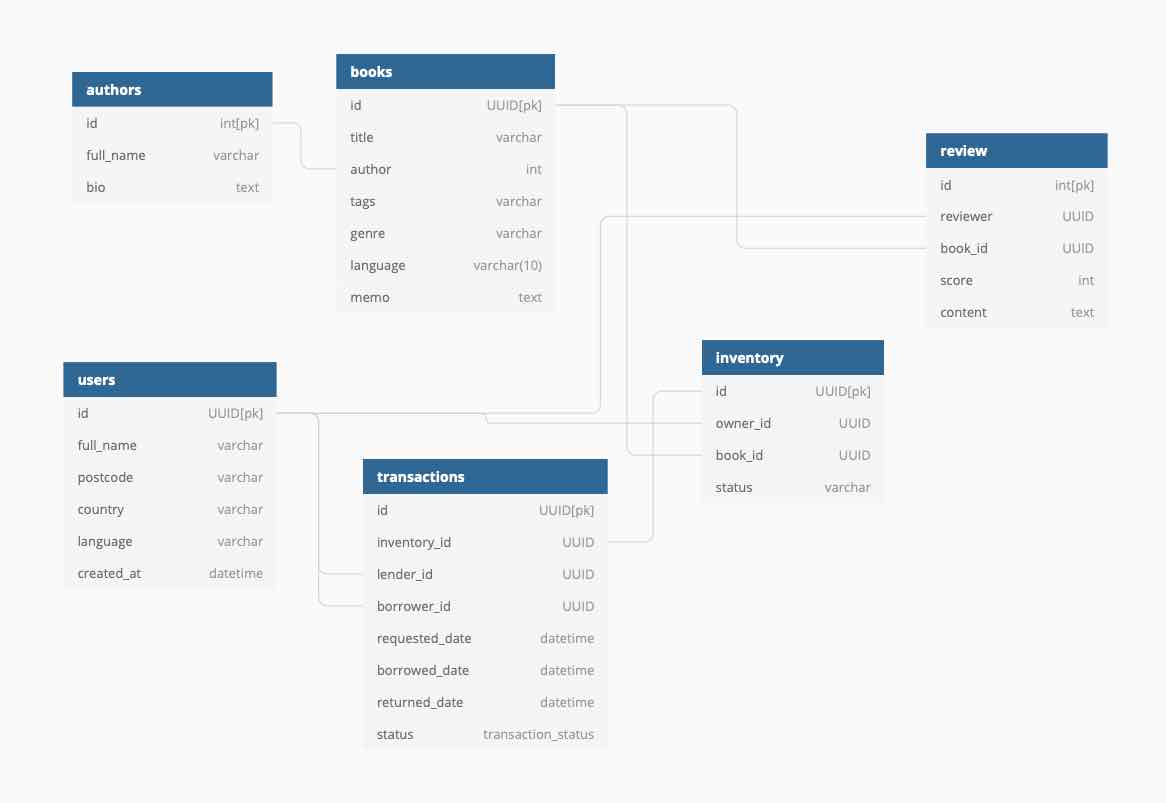 authors
id int[pk]
full_name varchar
bio text
books
id UUID[pk]
title varchar
author int
tags varchar
genre varchar
language varchar(10)
memo text
review
id int[pk]
reviewer UUID
book_id UUID
score int
content text
users
id UUID[pk]
full_name varchar
postcode varchar
country varchar
language varchar
created_at datetime
inventory
id UUID[pk]
owner_id UUID
book_id UUID
status varchar
transactions
id UUID[pk]
inventory_id UUID
lender_id UUID
borrower_id UUID
requested_date datetime
borrowed_date datetime
returned_date datetime
status transaction_status